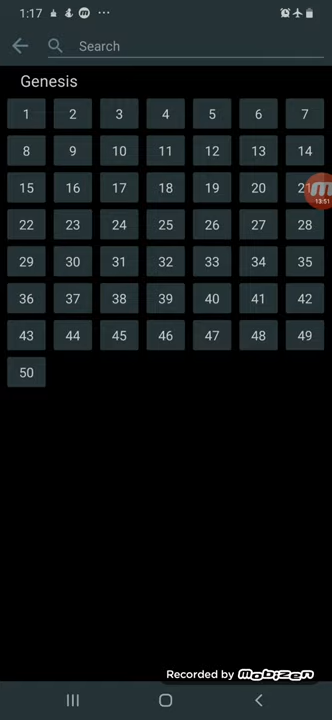 1:17
Search
Genesis
1 2 3 4 5 6 7
8 9 10 11 12 13 14
15 16 17 18 19 20 21
13:51
22 23 24 25 26 27 28
29 30 31 32 33 34 35
36 37 38 39 40 41 42
43 44 45 46 47 48 49
50
Recorded by mobizen